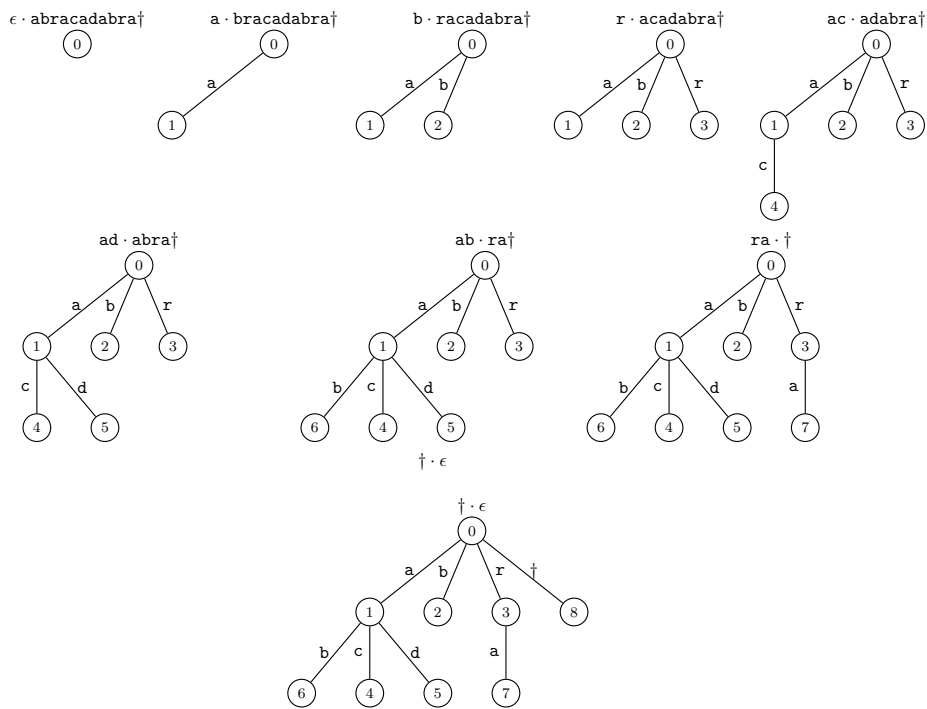 ϵ · abracadabra†
a · bracadabra†
b · racadabra†
r · acadabra†
ac · adabra†
0
0
0
0
0
a
a b
a b r
a b r
1
1 2
1 2 3
1 2 3
c
4
ad · abra†
ab · ra†
ra · †
0
0
0
a b r
a b r
a b r
1 2 3
1 2 3
1 2 3
c d
b c d
b c d a
4 5
6 4 5
6 4 5 7
† · ϵ
† · ϵ
0
a b r †
1 2 3 8
b c d a
6 4 5 7